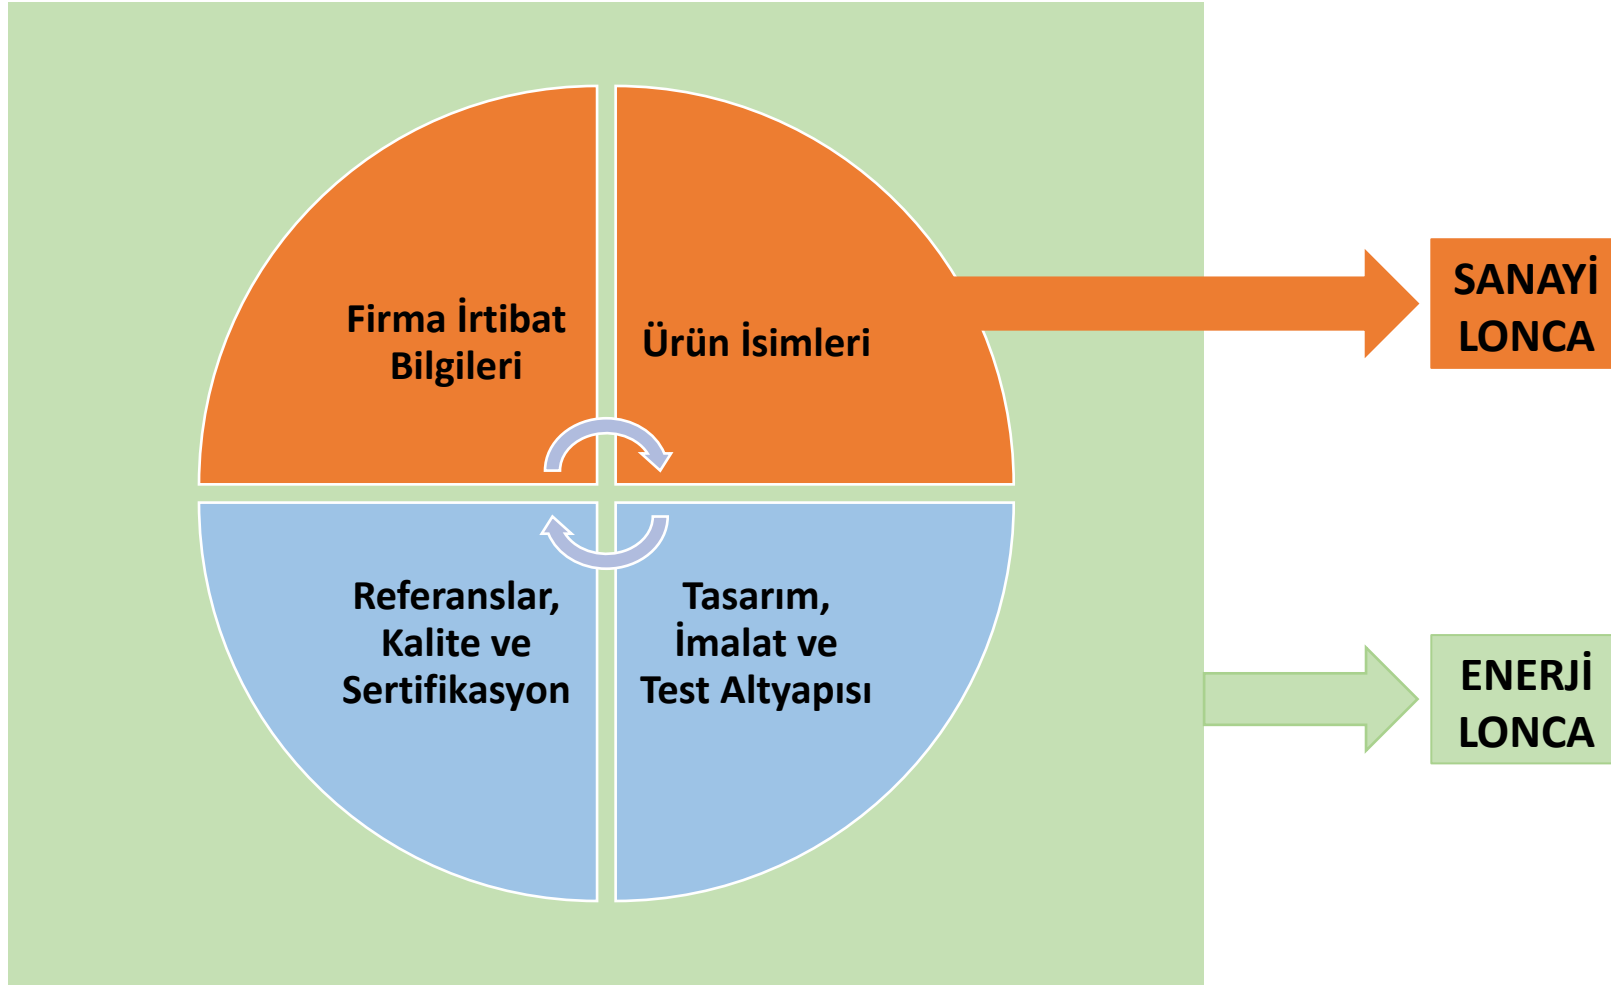 Firma İrtibat
Bilgileri
Ürün İsimleri
Referanslar,
Kalite ve
Sertifikasyon
Tasarım,
İmalat ve
Test Altyapısı
SANAYİ
LONCA
ENERJİ
LONCA